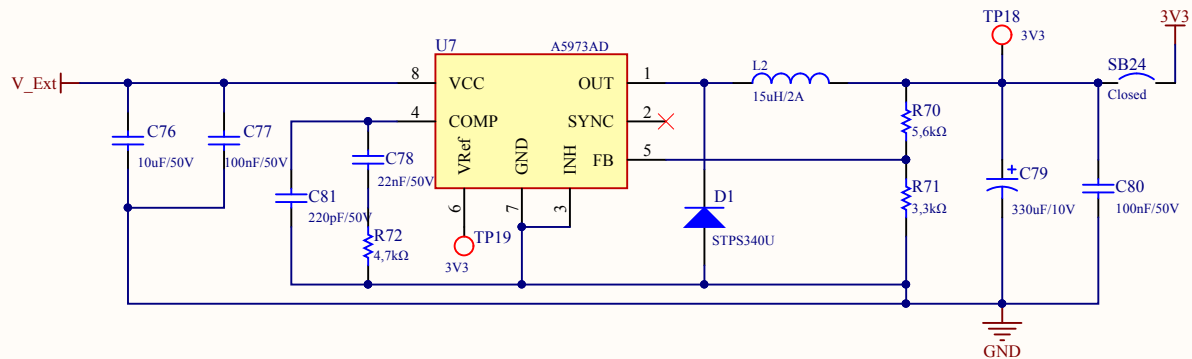 TP18
3V3
3V3
U7
A5973AD
L2
15uH/2A
SB24
Closed
V_Ext
8
VCC
OUT
1
4
COMP
SYNC
2
VRef
GND
INH
FB
5
6
7
3
C76
10uF/50V
C77
100nF/50V
C78
22nF/50V
C81
220pF/50V
R72
4,7kΩ
TP19
3V3
D1
STPS340U
R70
5,6kΩ
R71
3,3kΩ
+
C79
330uF/10V
C80
100nF/50V
GND